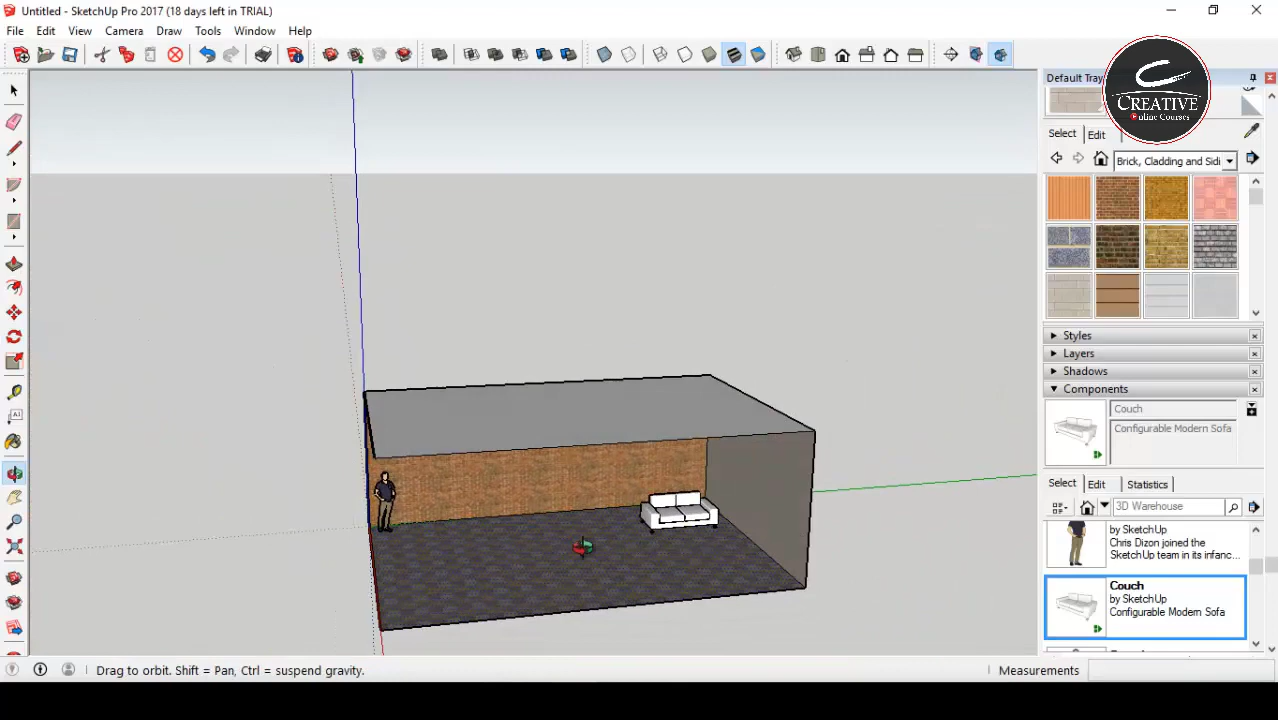 Untitled - SketchUp Pro 2017 (18 days left in TRIAL)
File Edit View Camera Draw Tools Window Help
Default Tray
CREATIVE
Online Courses
Select Edit
Brick, Cladding and Sidi
Styles
Layers
Shadows
Components
Couch
Configurable Modern Sofa
Select Edit Statistics
3D Warehouse
by SketchUp
Chris Dizon joined the
SketchUp team in its infanc...
Couch
by SketchUp
Configurable Modern Sofa
Drag to orbit. Shift = Pan, Ctrl = suspend gravity.
Measurements